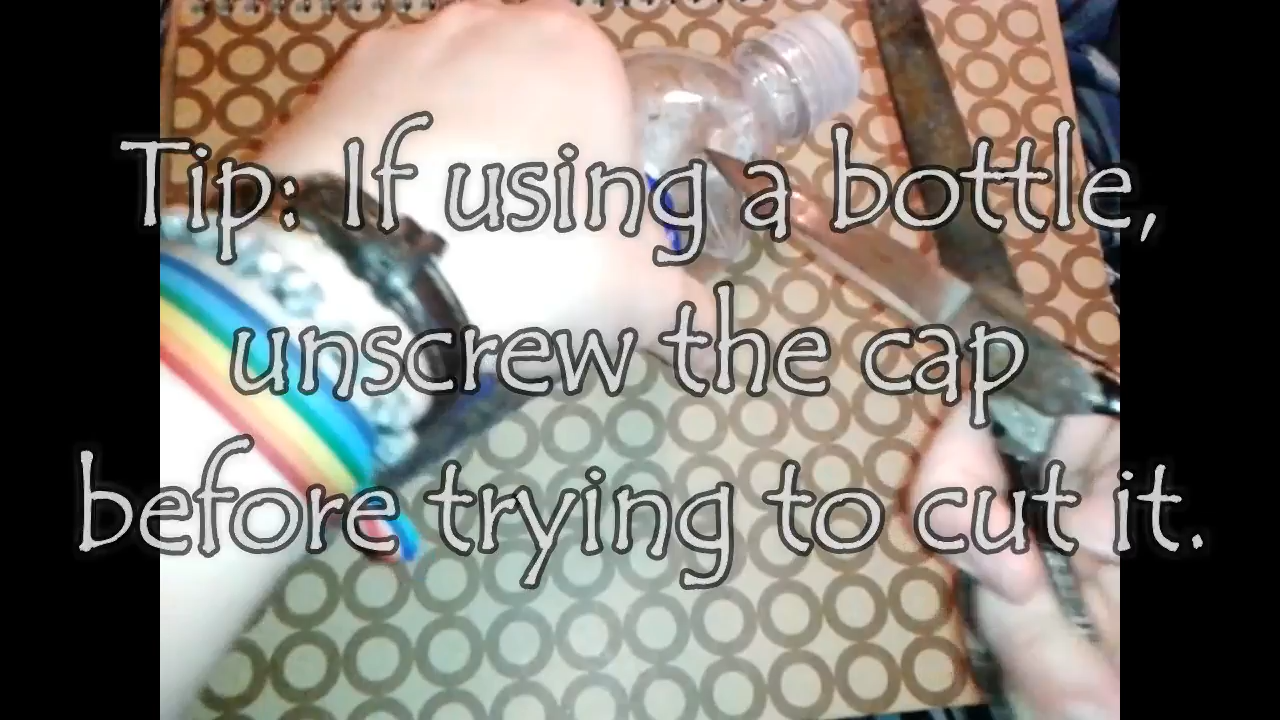 Tip: If using a bottle,
unscrew the cap
before trying to cut it.